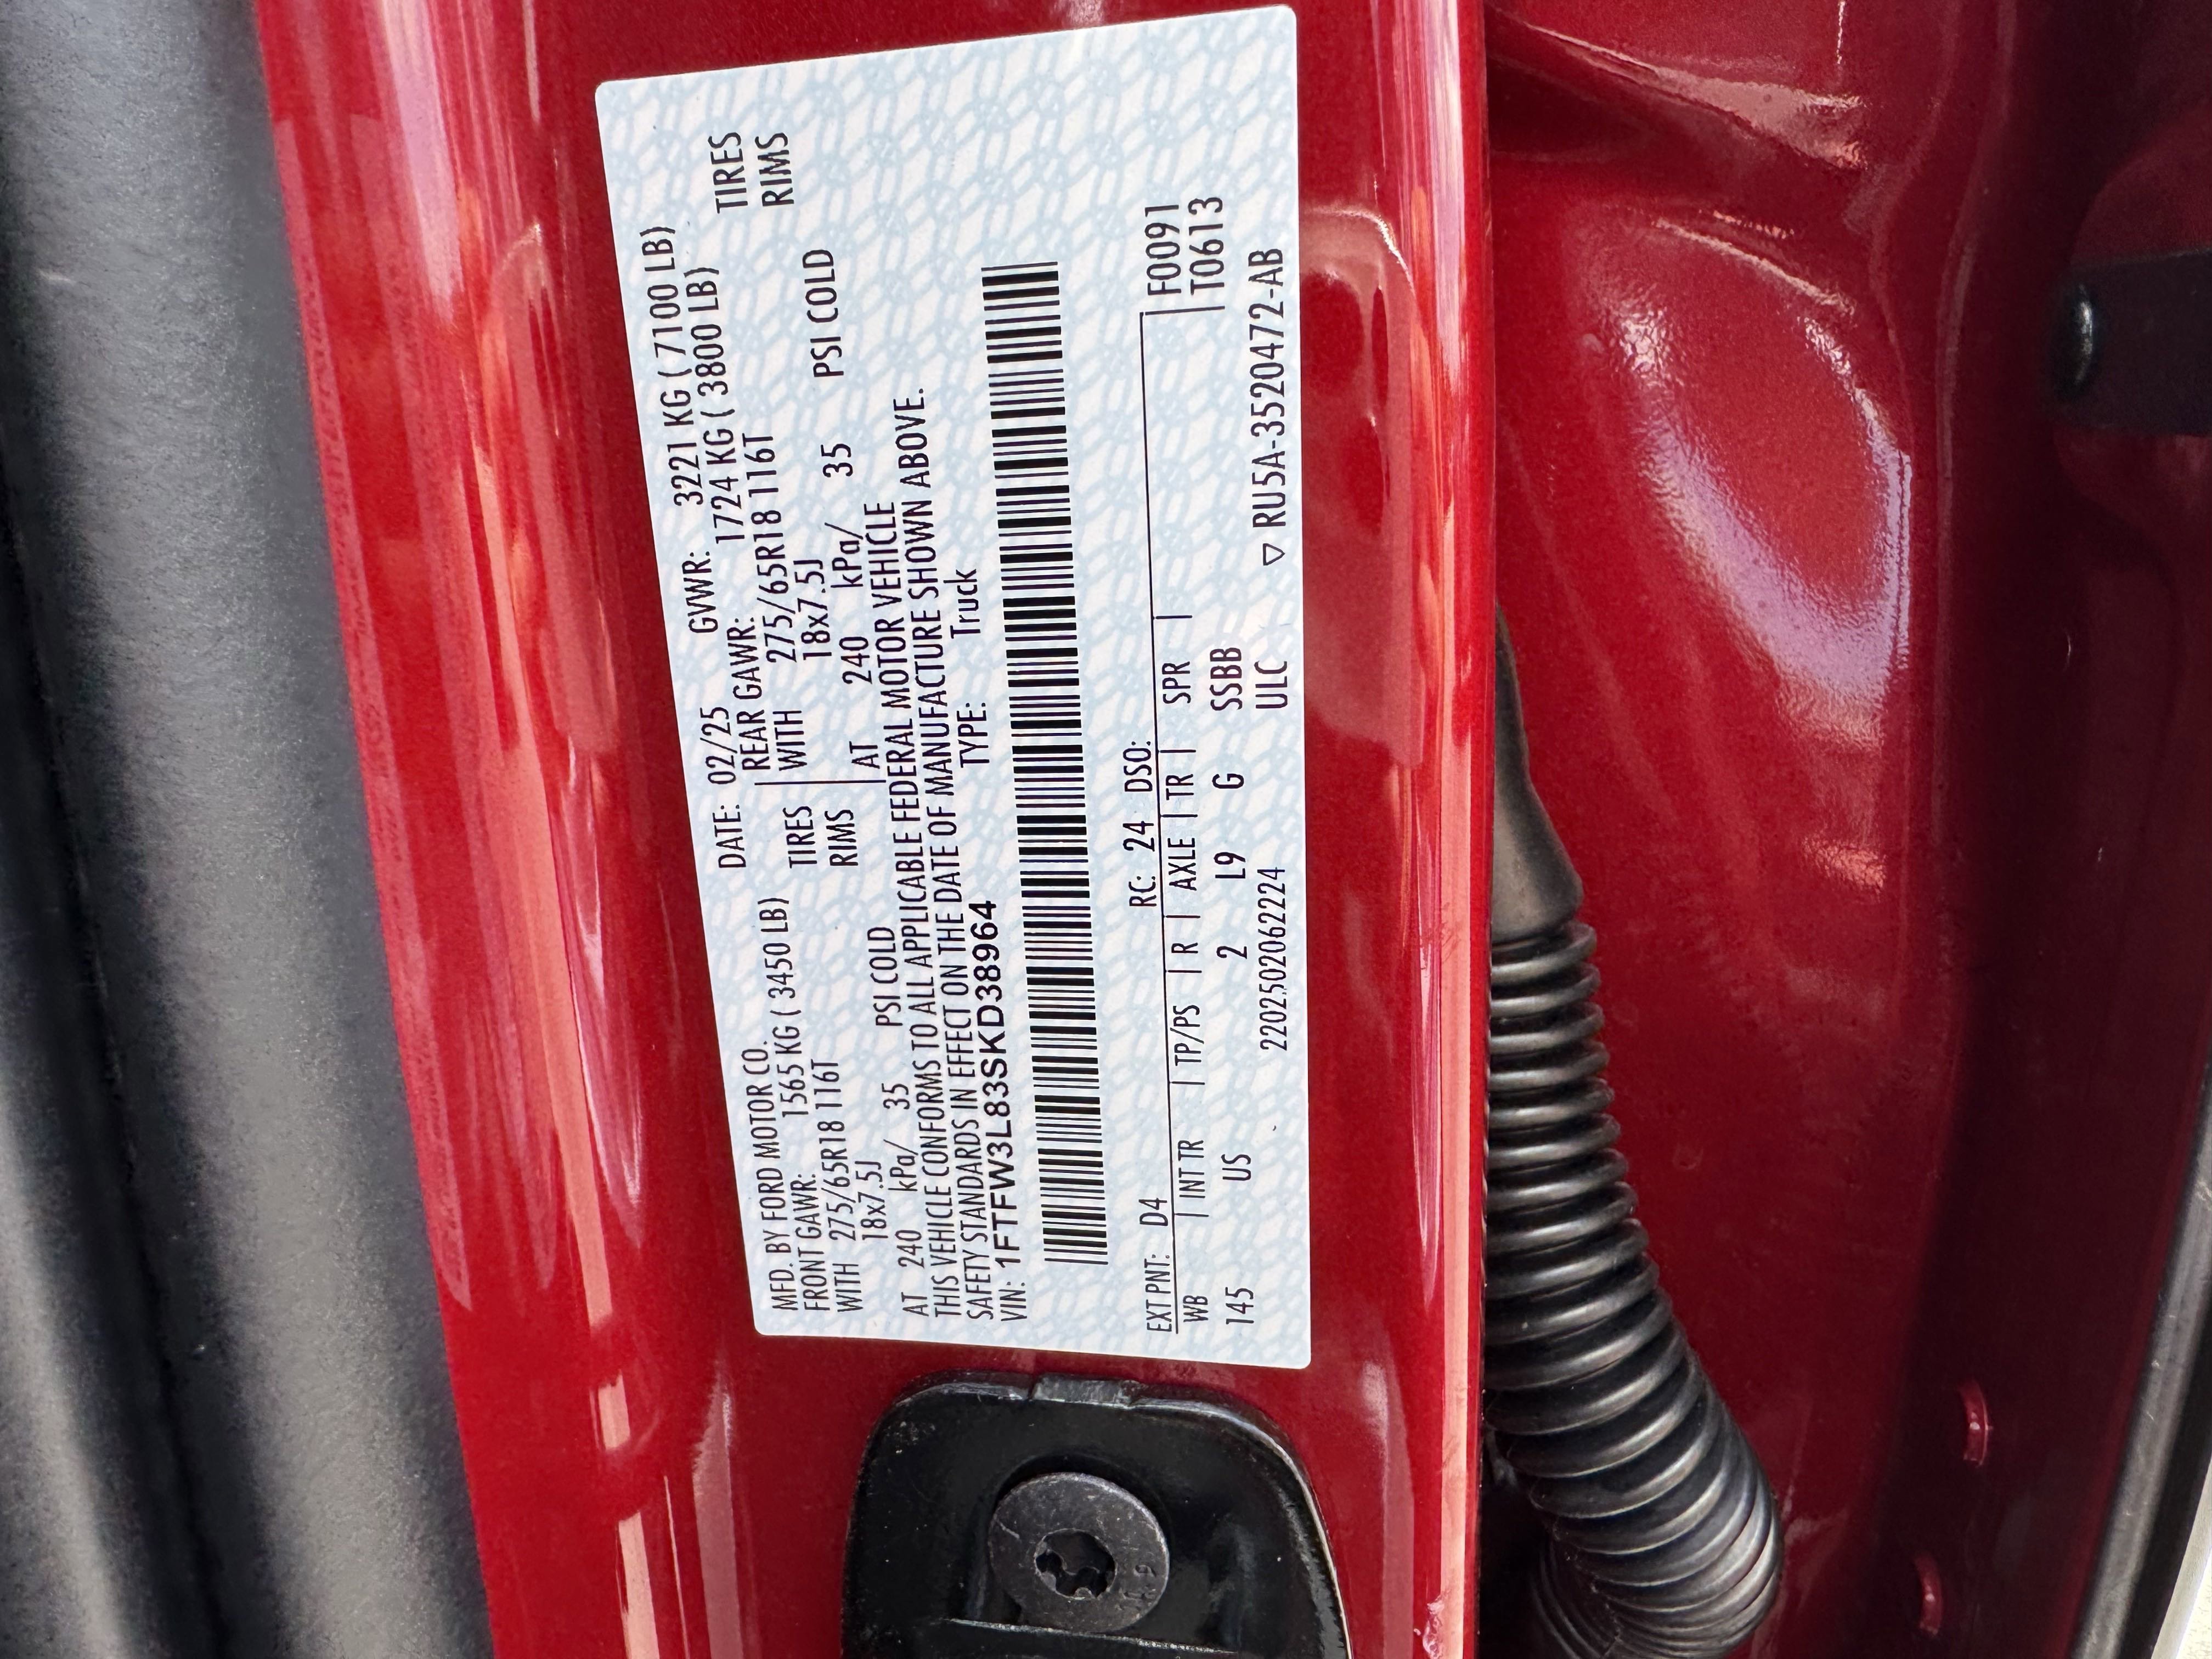 MFD. BY FORD MOTOR CO.
DATE: 02/25 GVWR: 3221 KG ( 7100 LB)
FRONT GAWR: 1565 KG ( 3450 LB) REAR GAWR: 1724 KG ( 3800 LB)
WITH 275/65R18 116T TIRES WITH 275/65R18 116T TIRES
18x7.5J RIMS 18x7.5J RIMS
AT 240 kPa/ 35 PSI COLD AT 240 kPa/ 35 PSI COLD
THIS VEHICLE CONFORMS TO ALL APPLICABLE FEDERAL MOTOR VEHICLE
SAFETY STANDARDS IN EFFECT ON THE DATE OF MANUFACTURE SHOWN ABOVE.
VIN: 1FTFW3L83SKD38964 TYPE: Truck
EXT PNT: D4 RC: 24 DSO: F0091
WB | INT TR | TP/PS | R | AXLE | TR | SPR | T0613
145 US 2 L9 G SSBB
22025020622​24 ULC ▽ RU5A-3520472-AB